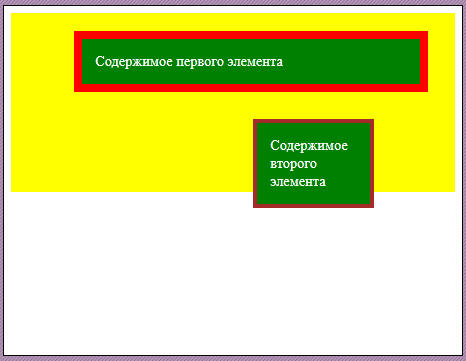 Содержимое первого элемента
Содержимое
второго
элемента